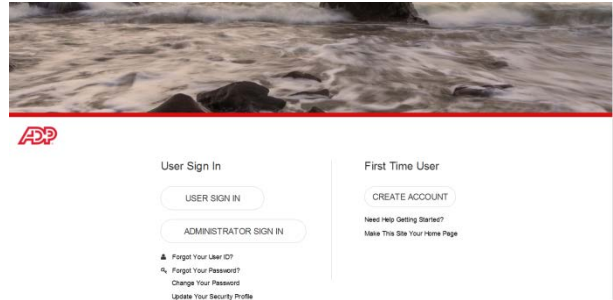 ADP
User Sign In
USER SIGN IN
ADMINISTRATOR SIGN IN
Forgot Your User ID?
Forgot Your Password?
Change Your Password
Update Your Security Profile
First Time User
CREATE ACCOUNT
Need Help Getting Started?
Make This Site Your Home Page